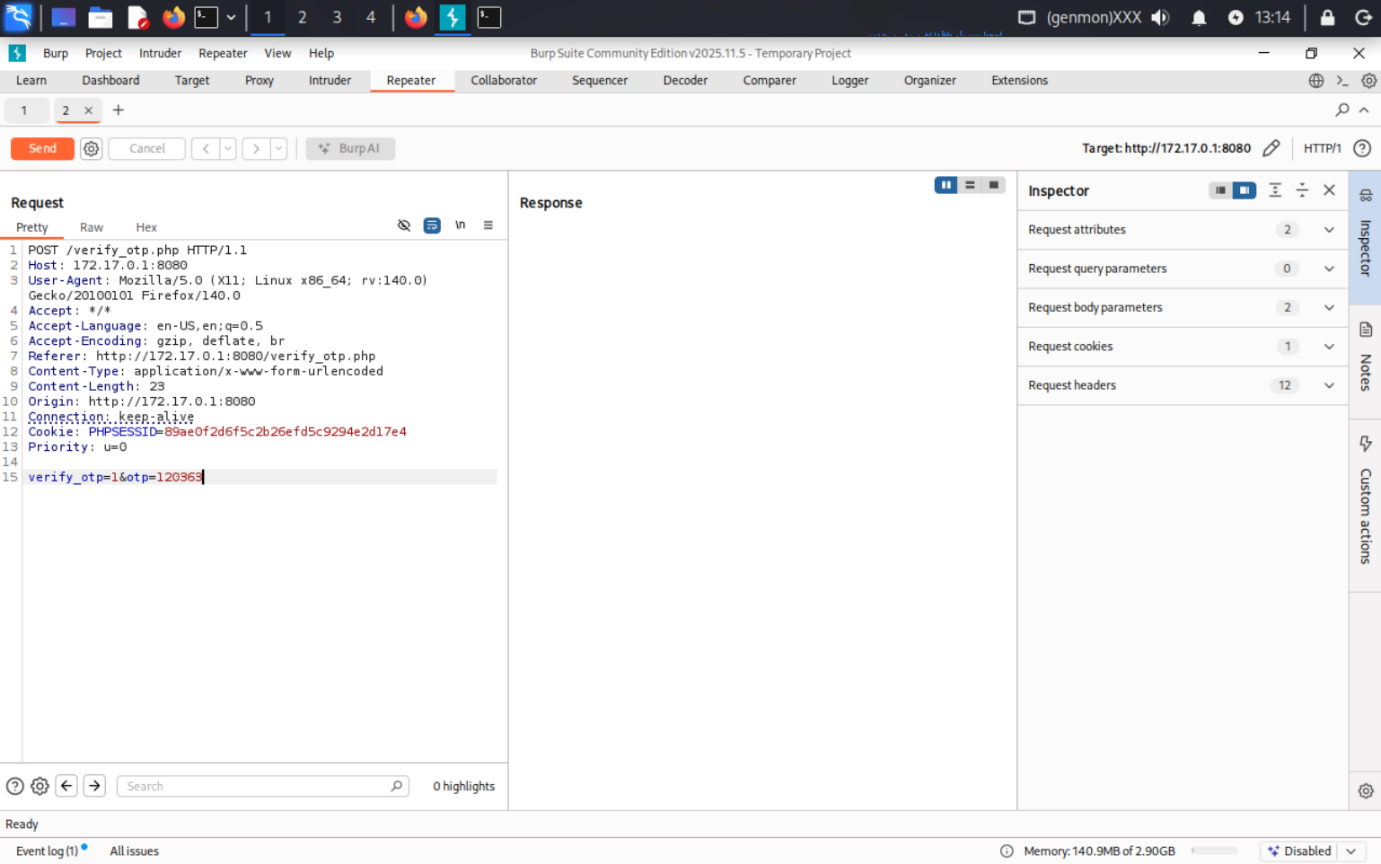 1 2 3 4 (genmon)XXX 13:14
Burp Project Intruder Repeater View Help Burp Suite Community Edition v2025.11.5 - Temporary Project
Learn Dashboard Target Proxy Intruder Repeater Collaborator Sequencer Decoder Comparer Logger Organizer Extensions
1 2 × +
Send Cancel < > Burp AI Target: http://172.17.0.1:8080 HTTP/1 ?
Request
Pretty Raw Hex \n
1 POST /verify_otp.php HTTP/1.1
2 Host: 172.17.0.1:8080
3 User-Agent: Mozilla/5.0 (X11; Linux x86_64; rv:140.0)
Gecko/20100101 Firefox/140.0
4 Accept: */*
5 Accept-Language: en-US,en;q=0.5
6 Accept-Encoding: gzip, deflate, br
7 Referer: http://172.17.0.1:8080/verify_otp.php
8 Content-Type: application/x-www-form-urlencoded
9 Content-Length: 23
10 Origin: http://172.17.0.1:8080
11 Connection: keep-alive
12 Cookie: PHPSESSID=89ae0f2d6f5c2b26efd5c9294e2d17e4
13 Priority: u=0
14
15 verify_otp=1&otp=120363
Search 0 highlights
Response
Inspector
Request attributes 2
Request query parameters 0
Request body parameters 2
Request cookies 1
Request headers 12
Inspector
Notes
Custom actions
Ready
Event log (1) All issues Memory: 140.9MB of 2.90GB Disabled